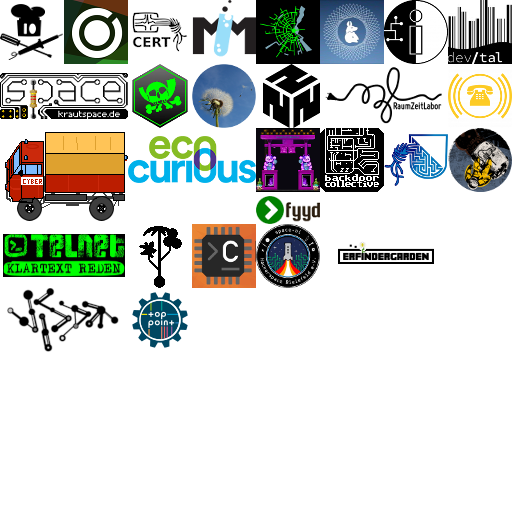 CERT
dev/tal
space
krautspace.de
RaumZeitLabor
CYBER
eco
curious
backdoor
collective
fyyd
TELNET
KLARTEXT REDEN
C
ERFINDERGARDEN
top
point